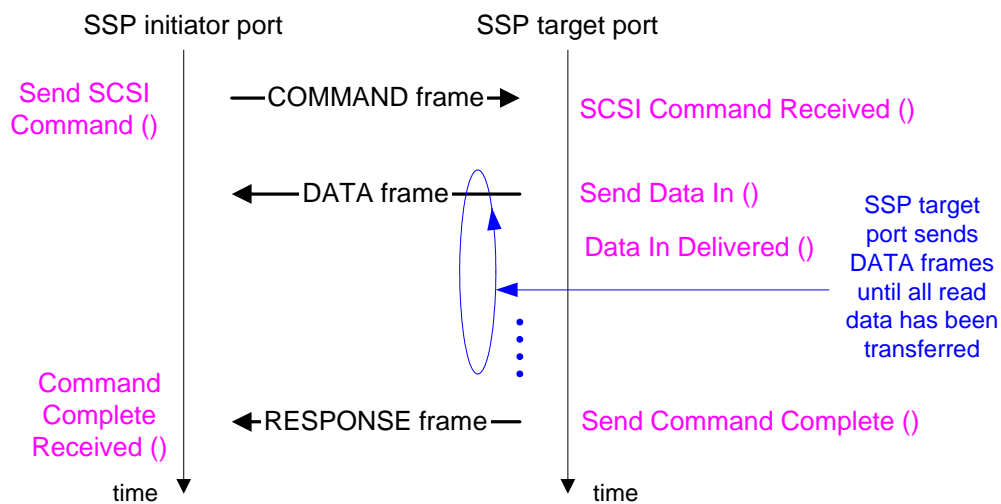 SSP initiator port
SSP target port
Send SCSI
Command ()
COMMAND frame
SCSI Command Received ()
DATA frame
Send Data In ()
Data In Delivered ()
SSP target
port sends
DATA frames
until all read
data has been
transferred
Command
Complete
Received ()
RESPONSE frame
Send Command Complete ()
time
time